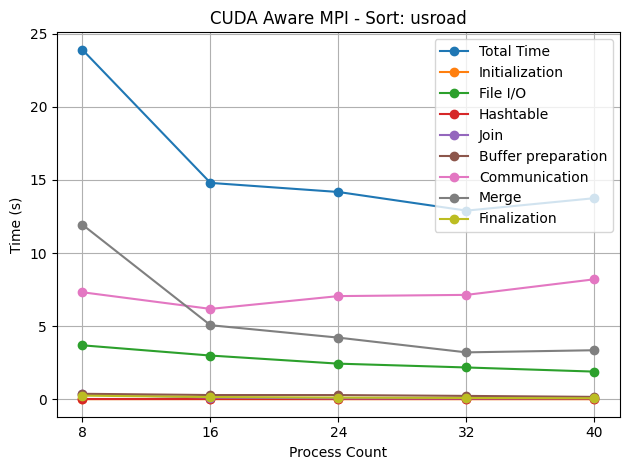 CUDA Aware MPI - Sort: usroad
25
20
15
10
5
0
Time (s)
8 16 24 32 40
Process Count
Total Time
Initialization
File I/O
Hashtable
Join
Buffer preparation
Communication
Merge
Finalization